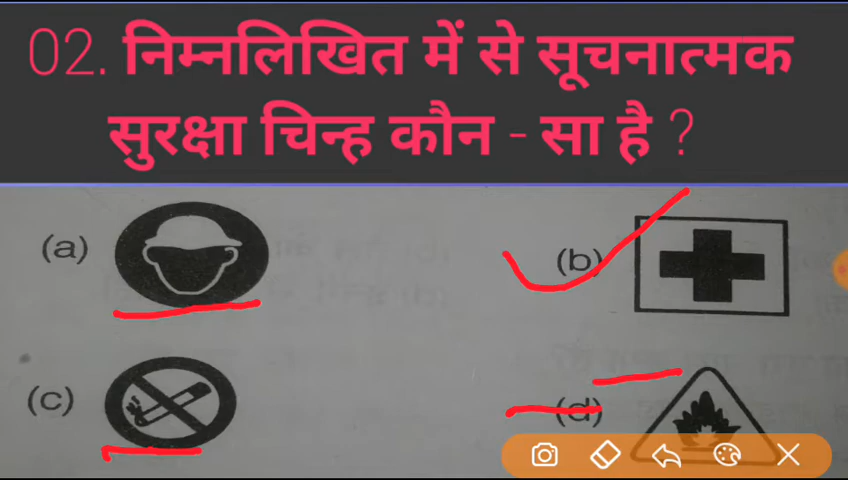 02. निम्नलिखित में से सूचनात्मक
सुरक्षा चिन्ह कौन - सा है ?
(a)
(b)
(c)
(d)